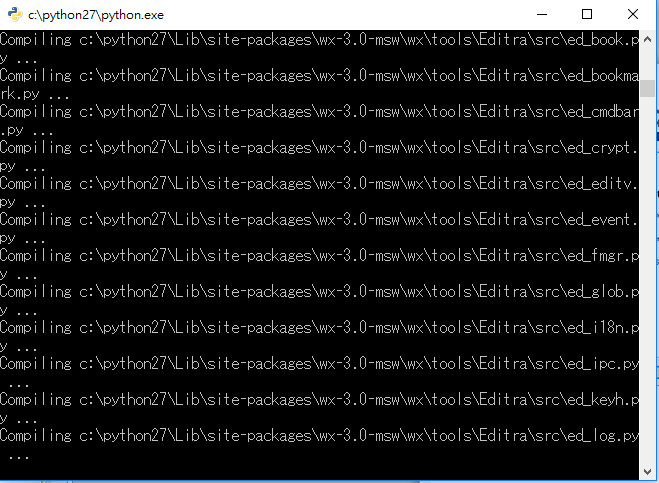 c:\python27\python.exe
Compiling c:\python27\Lib\site-packages\wx-3.0-msw\wx\tools\Editra\src\ed_book.p
y ...
Compiling c:\python27\Lib\site-packages\wx-3.0-msw\wx\tools\Editra\src\ed_bookma
rk.py ...
Compiling c:\python27\Lib\site-packages\wx-3.0-msw\wx\tools\Editra\src\ed_cmdbar
.py ...
Compiling c:\python27\Lib\site-packages\wx-3.0-msw\wx\tools\Editra\src\ed_crypt.
py ...
Compiling c:\python27\Lib\site-packages\wx-3.0-msw\wx\tools\Editra\src\ed_editv.
py ...
Compiling c:\python27\Lib\site-packages\wx-3.0-msw\wx\tools\Editra\src\ed_event.
py ...
Compiling c:\python27\Lib\site-packages\wx-3.0-msw\wx\tools\Editra\src\ed_fmgr.p
y ...
Compiling c:\python27\Lib\site-packages\wx-3.0-msw\wx\tools\Editra\src\ed_glob.p
y ...
Compiling c:\python27\Lib\site-packages\wx-3.0-msw\wx\tools\Editra\src\ed_i18n.p
y ...
Compiling c:\python27\Lib\site-packages\wx-3.0-msw\wx\tools\Editra\src\ed_ipc.py
 ...
Compiling c:\python27\Lib\site-packages\wx-3.0-msw\wx\tools\Editra\src\ed_keyh.p
y ...
Compiling c:\python27\Lib\site-packages\wx-3.0-msw\wx\tools\Editra\src\ed_log.py
 ...